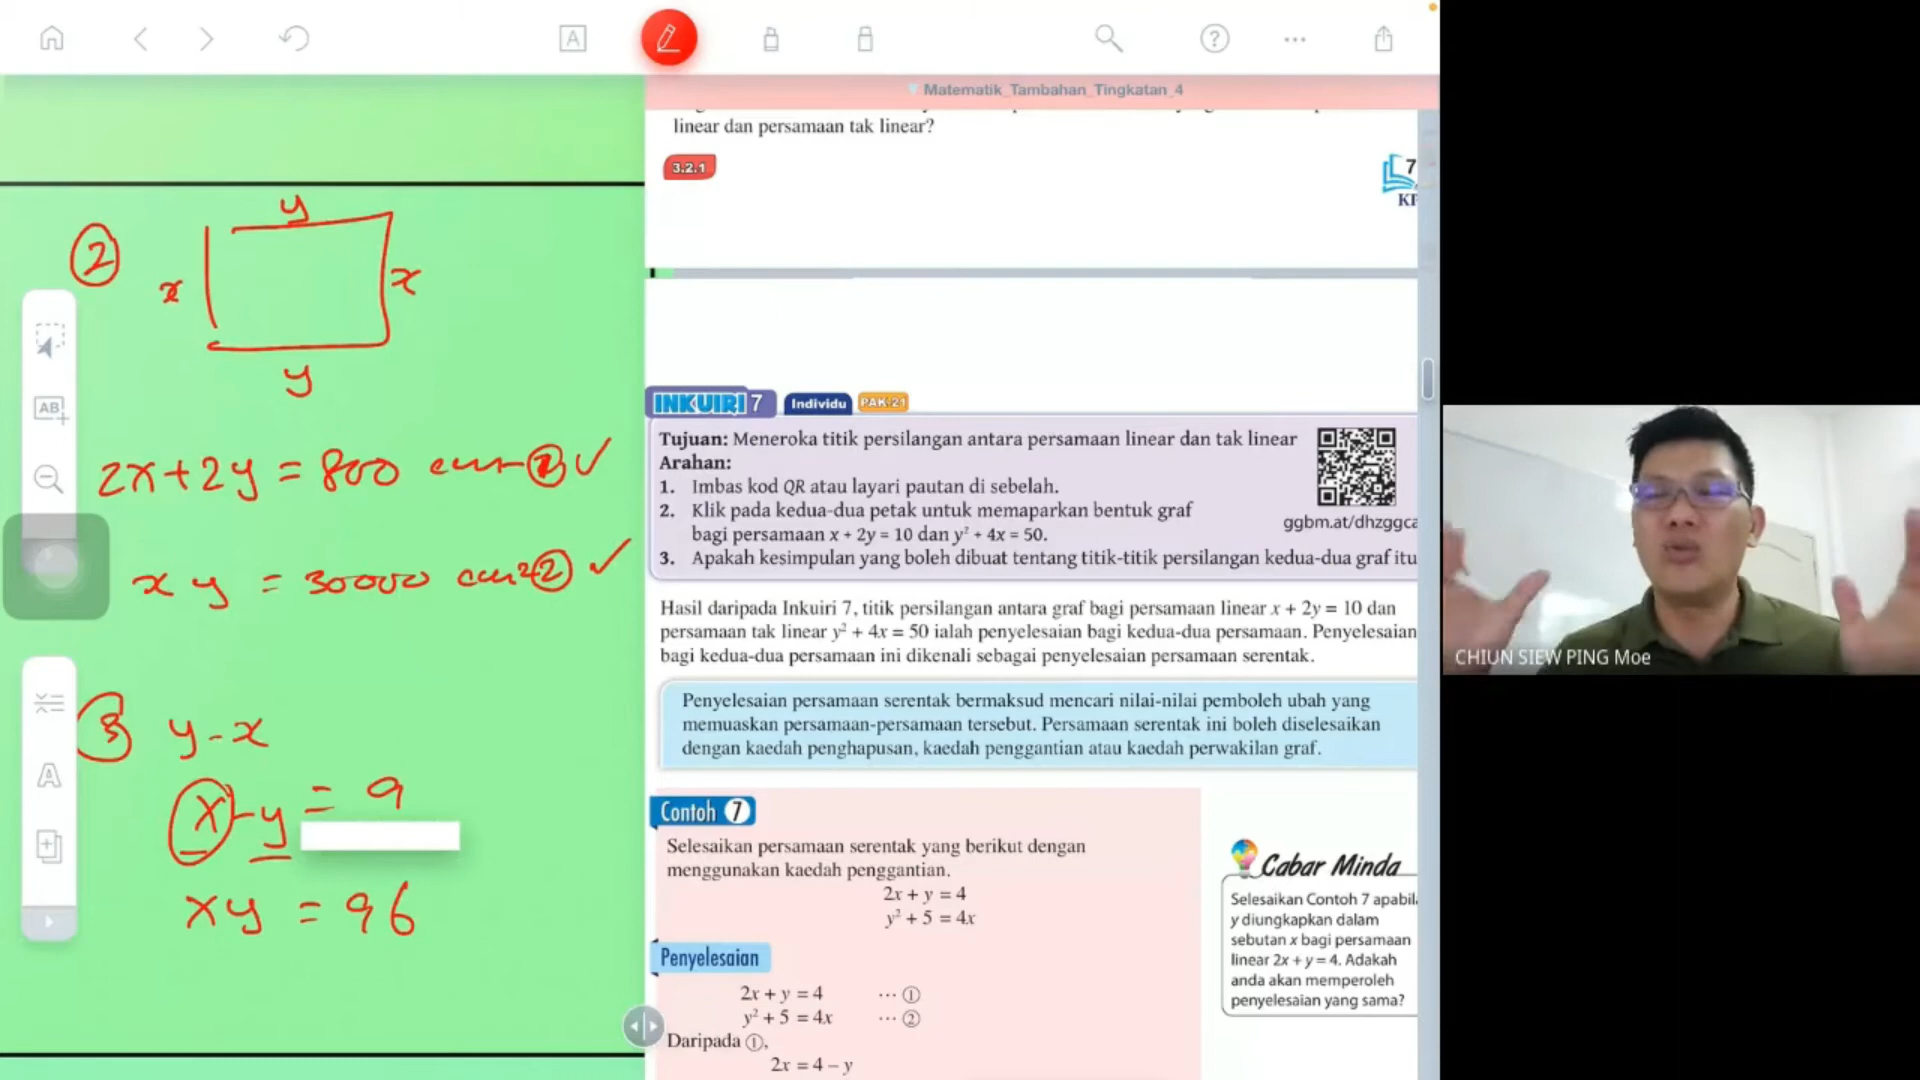 Matematik_Tambahan_Tingkatan_4
linear dan persamaan tak linear?
3.2.1
7
② y
x x
y
2x+2y = 800 cm ① ✓
xy = 30000 cm² ② ✓
③ y-x
x-y = 9
xy = 96
INKUIRI 7 Individu PAK-21
Tujuan: Meneroka titik persilangan antara persamaan linear dan tak linear
Arahan:
1. Imbas kod QR atau layari pautan di sebelah.
2. Klik pada kedua-dua petak untuk memaparkan bentuk graf
bagi persamaan x + 2y = 10 dan y² + 4x = 50.
ggbm.at/dhzggca
3. Apakah kesimpulan yang boleh dibuat tentang titik-titik persilangan kedua-dua graf itu
Hasil daripada Inkuiri 7, titik persilangan antara graf bagi persamaan linear x + 2y = 10 dan
persamaan tak linear y² + 4x = 50 ialah penyelesaian bagi kedua-dua persamaan. Penyelesaian
bagi kedua-dua persamaan ini dikenali sebagai penyelesaian persamaan serentak.
Penyelesaian persamaan serentak bermaksud mencari nilai-nilai pemboleh ubah yang
memuaskan persamaan-persamaan tersebut. Persamaan serentak ini boleh diselesaikan
dengan kaedah penghapusan, kaedah penggantian atau kaedah perwakilan graf.
Contoh 7
Selesaikan persamaan serentak yang berikut dengan
menggunakan kaedah penggantian.
2x + y = 4
y² + 5 = 4x
Penyelesaian
2x + y = 4 ... ①
y² + 5 = 4x ... ②
Daripada ①,
2x = 4 – y
Cabar Minda
Selesaikan Contoh 7 apabil
y diungkapkan dalam
sebutan x bagi persamaan
linear 2x + y = 4. Adakah
anda akan memperoleh
penyelesaian yang sama?
CHIUN SIEW PING Moe